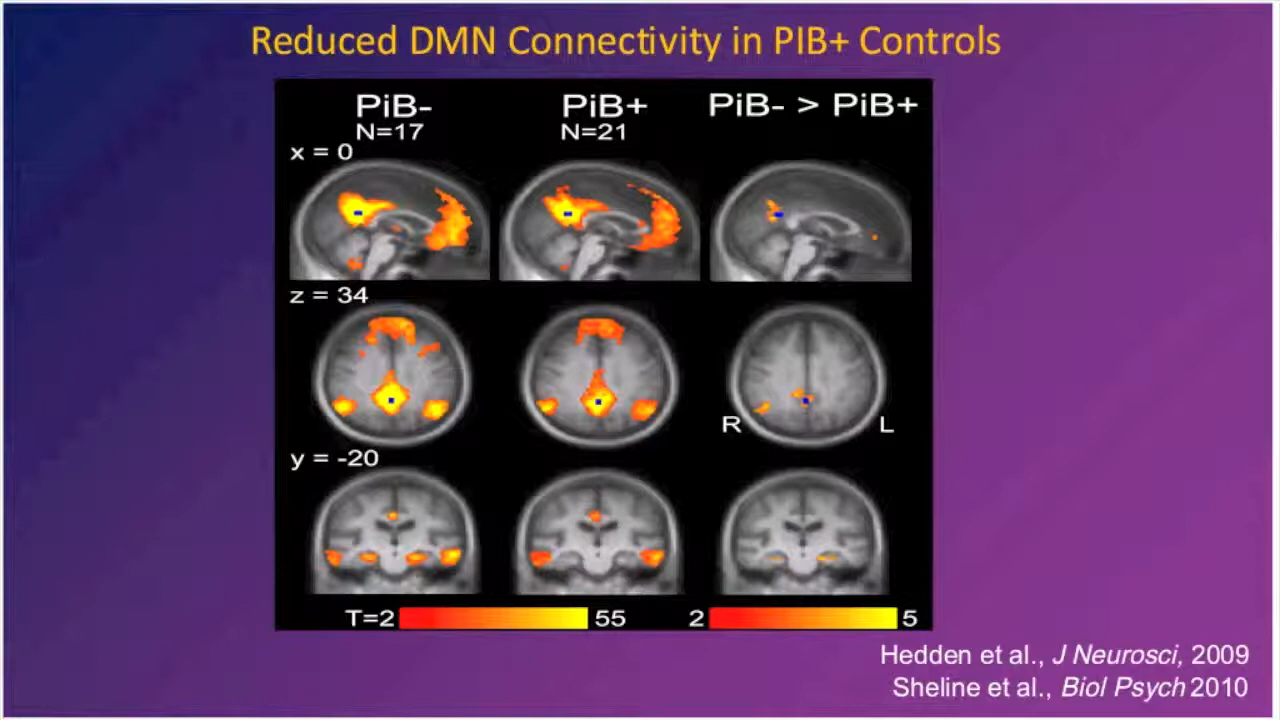 Reduced DMN Connectivity in PIB+ Controls
PiB- PiB+ PiB- > PiB+
N=17 N=21
x = 0
z = 34
R L
y = -20
T=2 55 2 5
Hedden et al., J Neurosci, 2009
Sheline et al., Biol Psych 2010